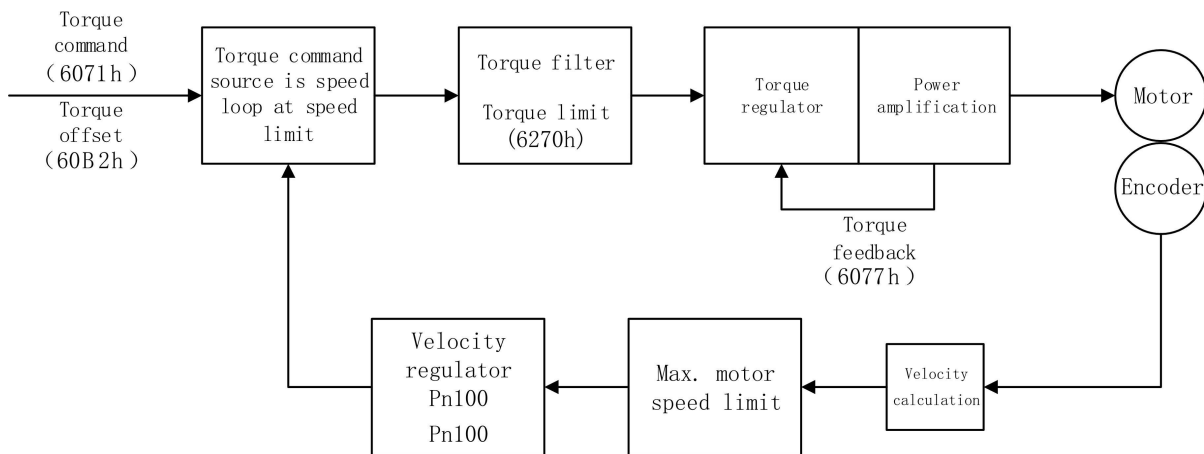 Torque
command
(6071h)
Torque
offset
(60B2h)
Torque command
source is speed
loop at speed
limit
Torque filter
Torque limit
(6270h)
Torque
regulator
Power
amplification
Motor
Encoder
Torque
feedback
(6077h)
Velocity
regulator
Pn100
Pn100
Max. motor
speed limit
Velocity
calculation